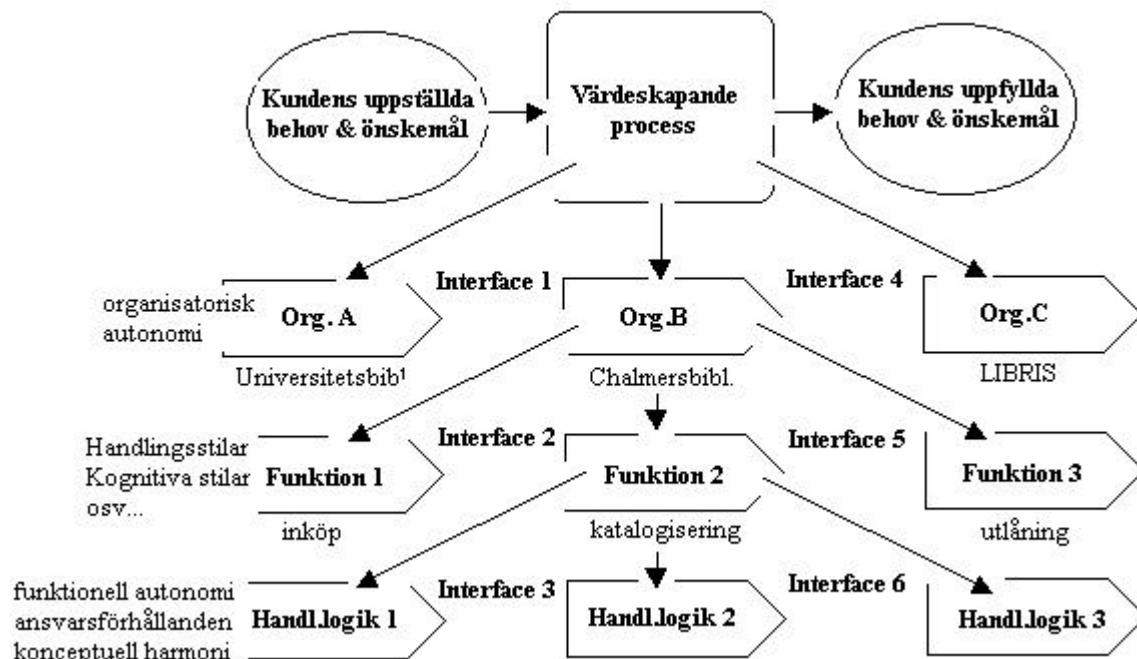 Kundens uppställda
behov & önskemål
Värdeskapande
process
Kundens uppfyllda
behov & önskemål
organisatorisk
autonomi
Org. A
Universitetsbibl
Interface 1
Org.B
Chalmersbibl.
Interface 4
Org.C
LIBRIS
Handlingsstilar
Kognitiva stilar
osv...
Funktion 1
inköp
Interface 2
Funktion 2
katalogisering
Interface 5
Funktion 3
utlåning
funktionell autonomi
ansvarsförhållanden
konceptuell harmoni
Handl.logik 1
Interface 3
Handl.logik 2
Interface 6
Handl.logik 3